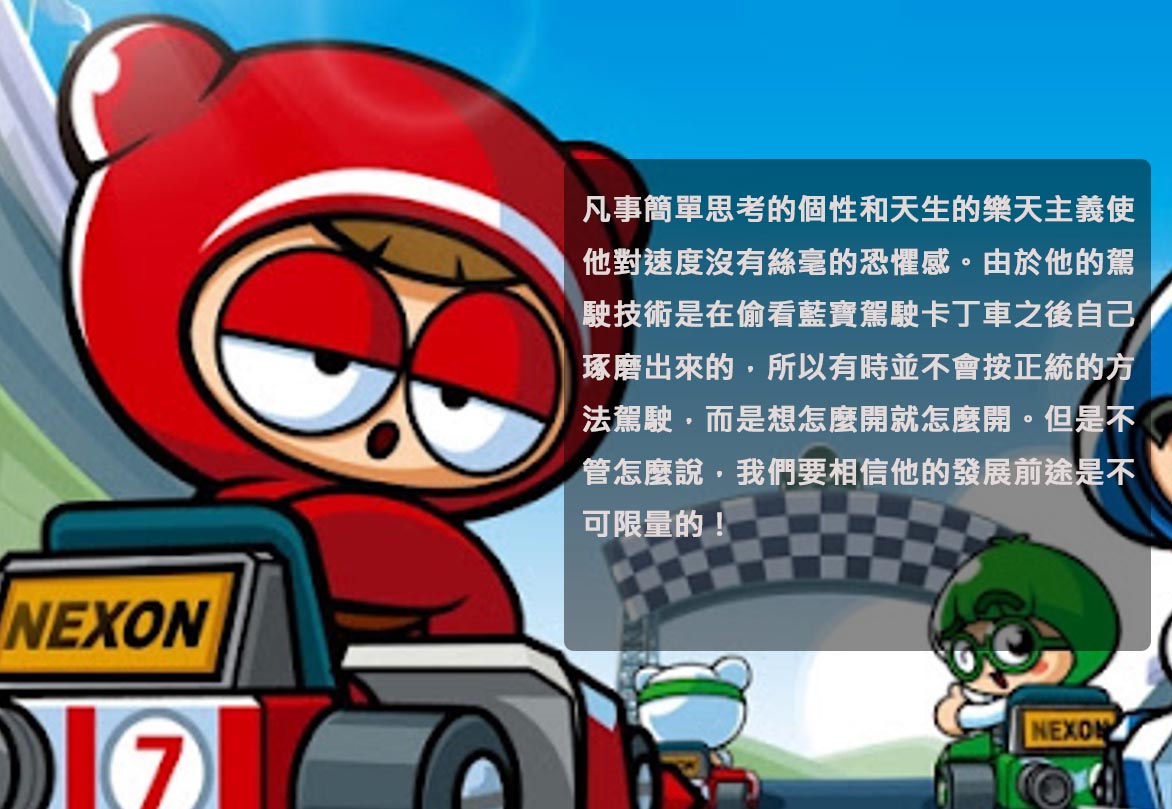 凡事簡單思考的個性和天生的樂天主義使
他對速度沒有絲毫的恐懼感。由於他的駕
駛技術是在偷看藍寶駕駛卡丁車之後自己
琢磨出來的，所以有時並不會按正統的方
法駕駛，而是想怎麼開就怎麼開。但是不
管怎麼說，我們要相信他的發展前途是不
可限量的！
NEXON
NEXON
7